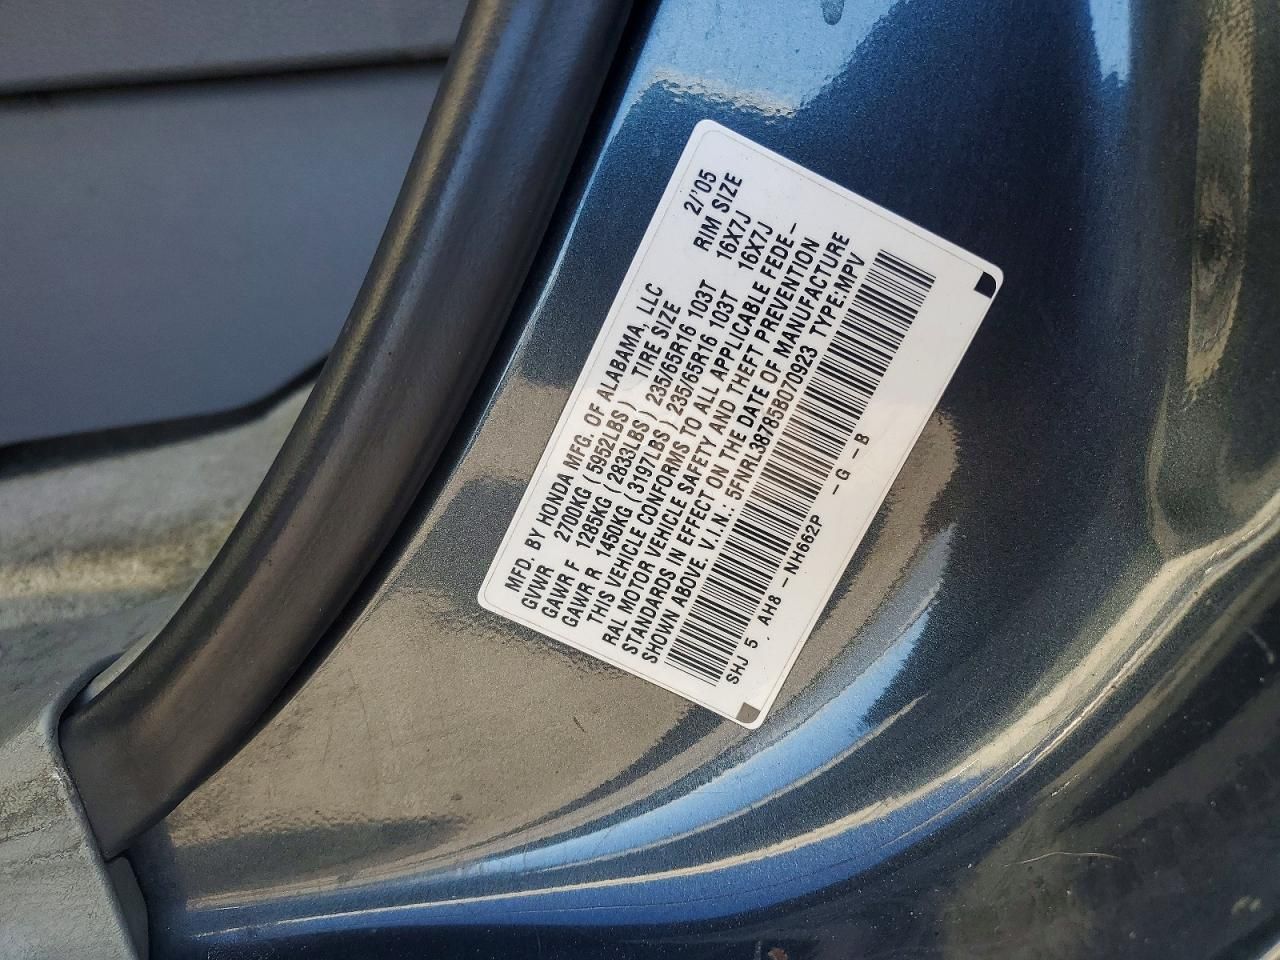 MFD. BY HONDA MFG. OF ALABAMA, LLC 2/'05
GVWR 2700KG (5952LBS) TIRE SIZE RIM SIZE
GAWR F 1285KG (2833LBS) 235/65R16 103T 16X7J
GAWR R 1450KG (3197LBS) 235/65R16 103T 16X7J
THIS VEHICLE CONFORMS TO ALL APPLICABLE FEDE-
RAL MOTOR VEHICLE SAFETY AND THEFT PREVENTION
STANDARDS IN EFFECT ON THE DATE OF MANUFACTURE
SHOWN ABOVE. V.I.N.: 5FNRL38785B070923 TYPE:MPV
SHJ 5 . AH8 - NH662P - G - B